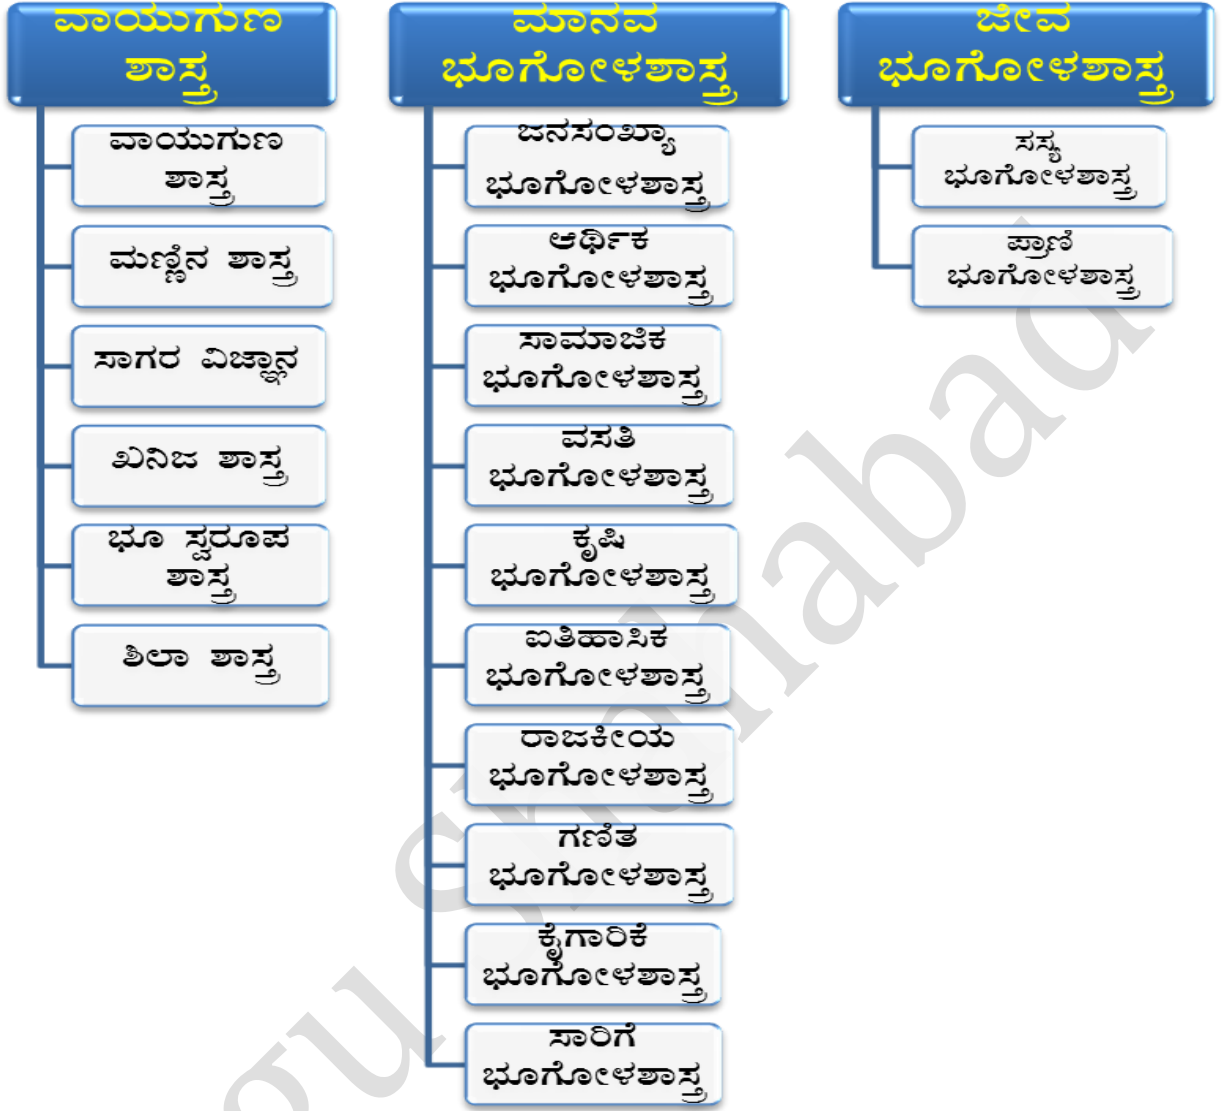 ವಾಯುಗುಣ
ಶಾಸ್ತ್ರ
ವಾಯುಗುಣ
ಶಾಸ್ತ್ರ
ಮಣ್ಣಿನ ಶಾಸ್ತ್ರ
ಸಾಗರ ವಿಜ್ಞಾನ
ಖನಿಜ ಶಾಸ್ತ್ರ
ಭೂ ಸ್ವರೂಪ
ಶಾಸ್ತ್ರ
ಶಿಲಾ ಶಾಸ್ತ್ರ
ಮಾನವ
ಭೂಗೋಳಶಾಸ್ತ್ರ
ಜನಸಂಖ್ಯಾ
ಭೂಗೋಳಶಾಸ್ತ್ರ
ಆರ್ಥಿಕ
ಭೂಗೋಳಶಾಸ್ತ್ರ
ಸಾಮಾಜಿಕ
ಭೂಗೋಳಶಾಸ್ತ್ರ
ವಸತಿ
ಭೂಗೋಳಶಾಸ್ತ್ರ
ಕೃಷಿ
ಭೂಗೋಳಶಾಸ್ತ್ರ
ಐತಿಹಾಸಿಕ
ಭೂಗೋಳಶಾಸ್ತ್ರ
ರಾಜಕೀಯ
ಭೂಗೋಳಶಾಸ್ತ್ರ
ಗಣಿತ
ಭೂಗೋಳಶಾಸ್ತ್ರ
ಕೈಗಾರಿಕೆ
ಭೂಗೋಳಶಾಸ್ತ್ರ
ಸಾರಿಗೆ
ಭೂಗೋಳಶಾಸ್ತ್ರ
ಜೀವ
ಭೂಗೋಳಶಾಸ್ತ್ರ
ಸಸ್ಯ
ಭೂಗೋಳಶಾಸ್ತ್ರ
ಪ್ರಾಣಿ
ಭೂಗೋಳಶಾಸ್ತ್ರ